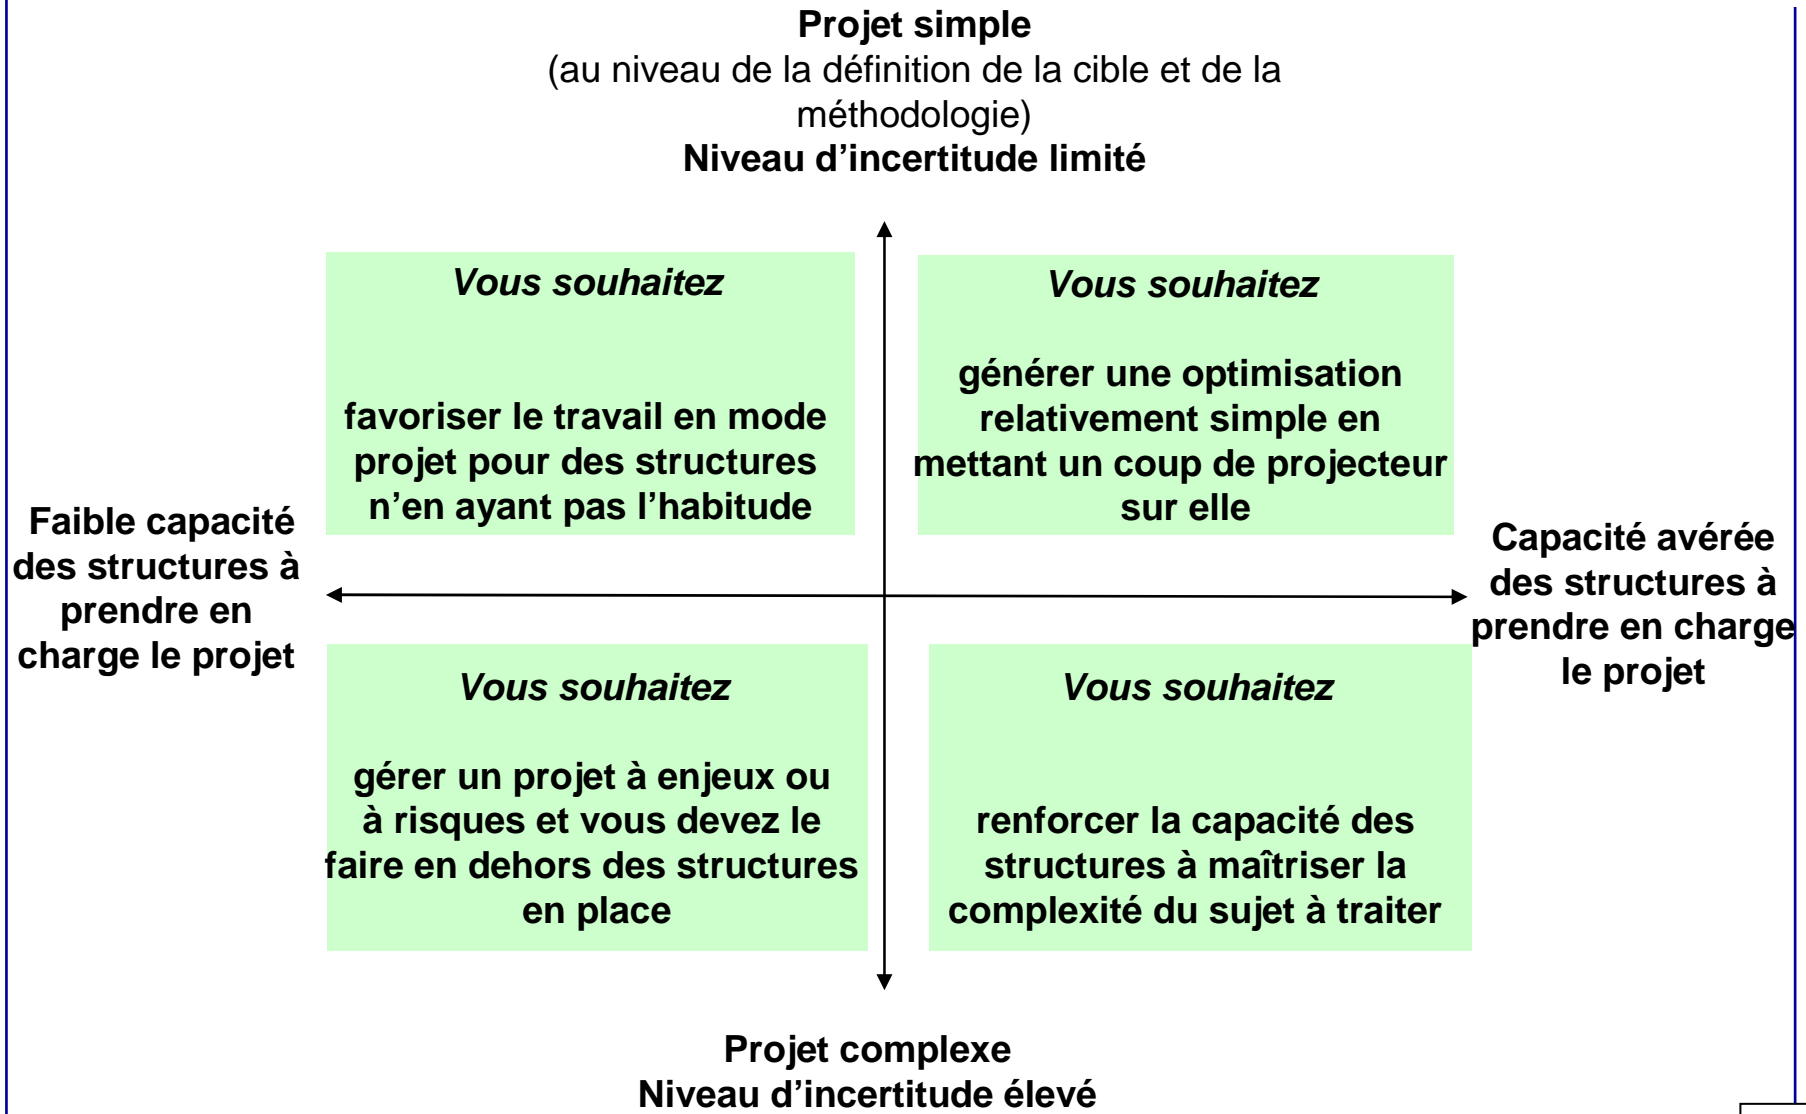 Projet simple
(au niveau de la définition de la cible et de la
méthodologie)
Niveau d’incertitude limité
Vous souhaitez
favoriser le travail en mode
projet pour des structures
n’en ayant pas l’habitude
Vous souhaitez
générer une optimisation
relativement simple en
mettant un coup de projecteur
sur elle
Faible capacité
des structures à
prendre en
charge le projet
Capacité avérée
des structures à
prendre en charge
le projet
Vous souhaitez
gérer un projet à enjeux ou
à risques et vous devez le
faire en dehors des structures
en place
Vous souhaitez
renforcer la capacité des
structures à maîtriser la
complexité du sujet à traiter
Projet complexe
Niveau d’incertitude élevé